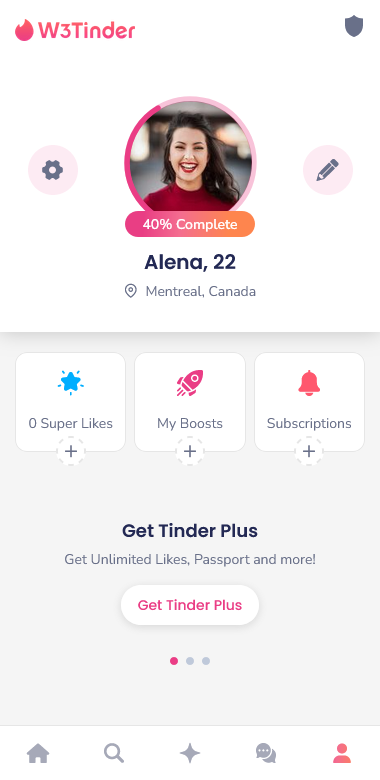 W3Tinder
40% Complete
Alena, 22
Mentreal, Canada
0 Super Likes
My Boosts
Subscriptions
Get Tinder Plus
Get Unlimited Likes, Passport and more!
Get Tinder Plus